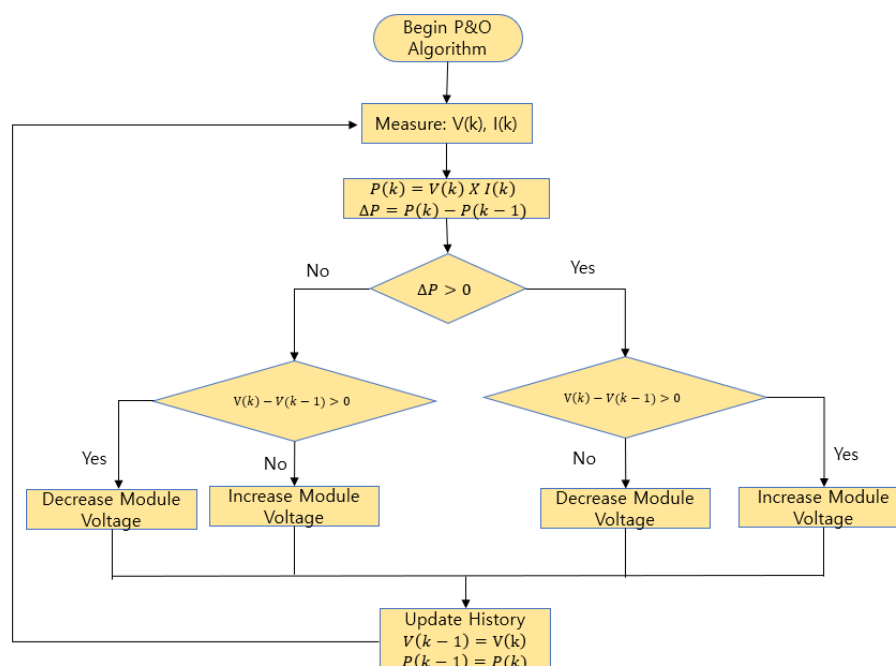 Begin P&O
Algorithm
Measure: V(k), I(k)
P(k) = V(k) X I(k)
ΔP = P(k) − P(k − 1)
No
Yes
ΔP > 0
V(k) − V(k − 1) > 0
V(k) − V(k − 1) > 0
Yes
No
No
Yes
Decrease Module
Voltage
Increase Module
Voltage
Decrease Module
Voltage
Increase Module
Voltage
Update History
V(k − 1) = V(k)
P(k − 1) = P(k)